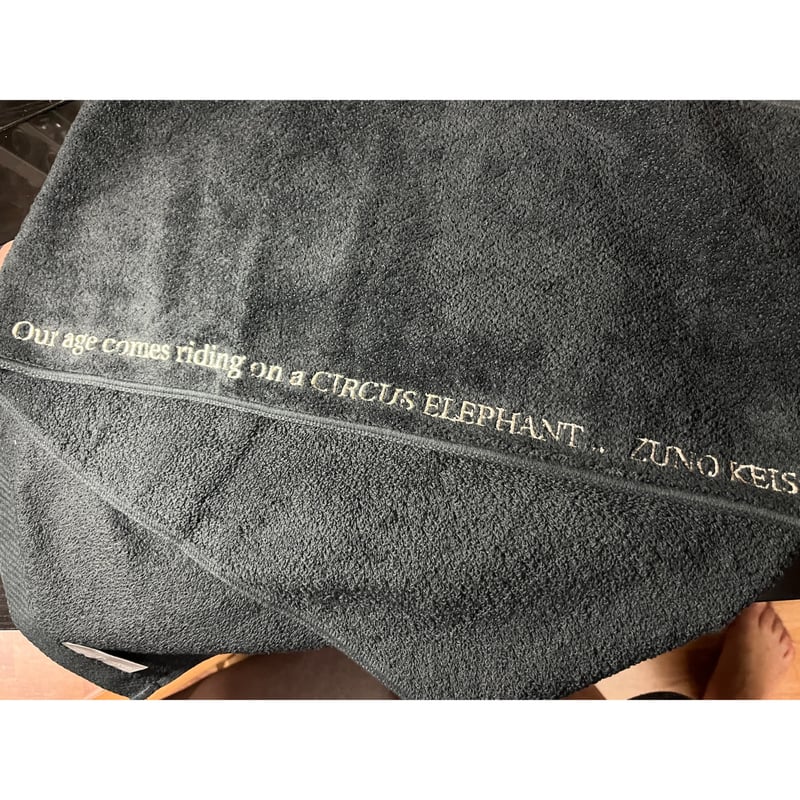 Our age comes riding on a CIRCUS ELEPHANT... ZUNO KEIS